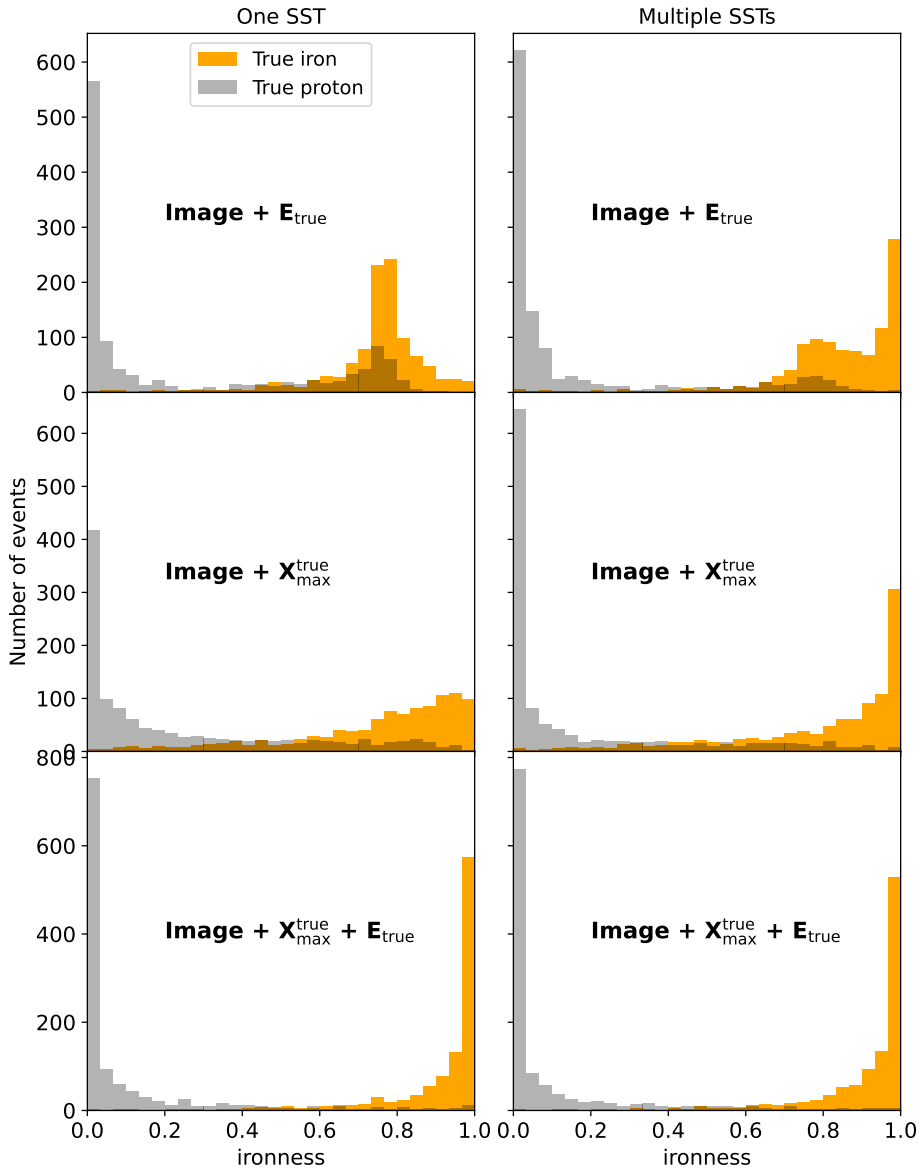 One SST
Multiple SSTs
600
500
400
300
200
100
0
True iron
True proton
Image + E_true
Image + E_true
Number of events
600
500
400
300
200
100
0
Image + X_max^true
Image + X_max^true
800
600
400
200
0
Image + X_max^true + E_true
Image + X_max^true + E_true
0.0 0.2 0.4 0.6 0.8 1.0
0.0 0.2 0.4 0.6 0.8 1.0
ironness
ironness